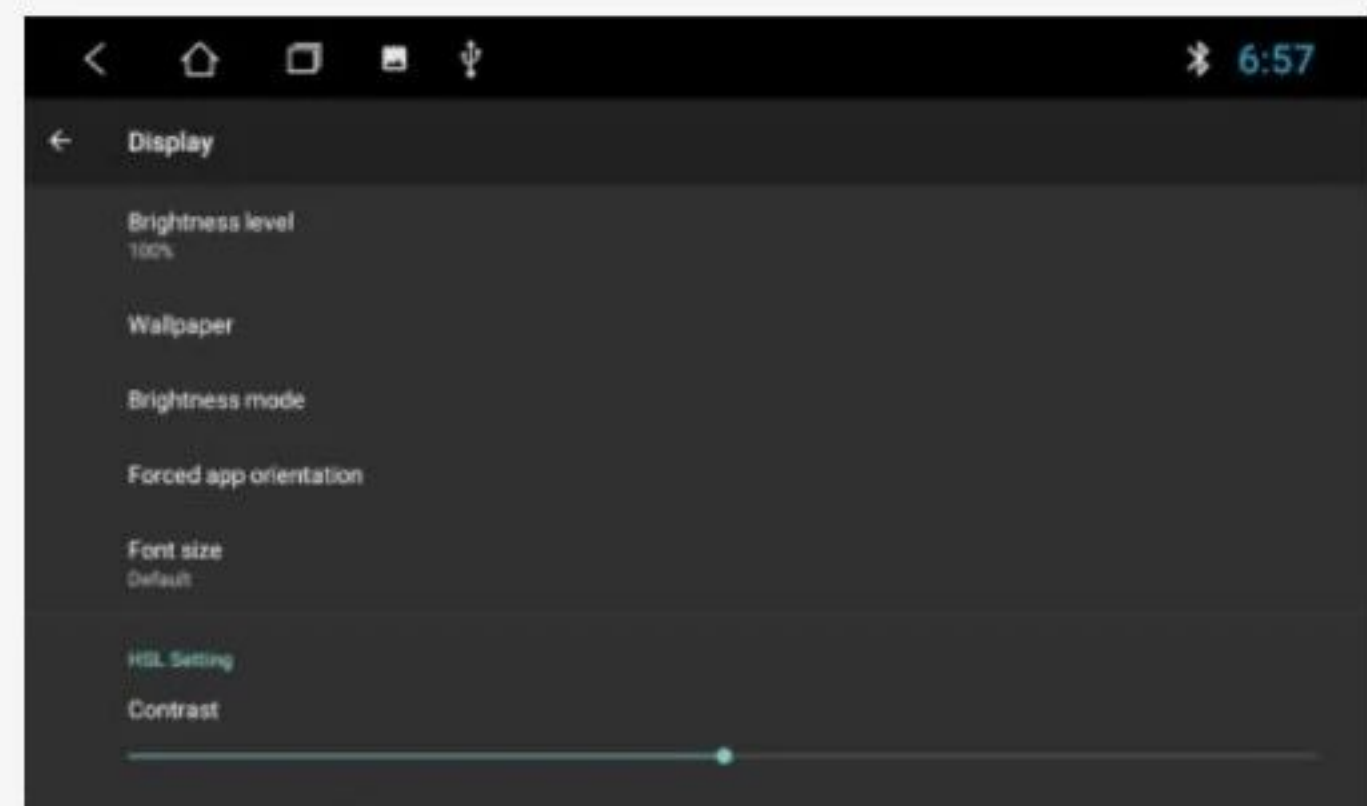 6:57
Display
Brightness level
100%
Wallpaper
Brightness mode
Forced app orientation
Font size
Default
HSL Setting
Contrast